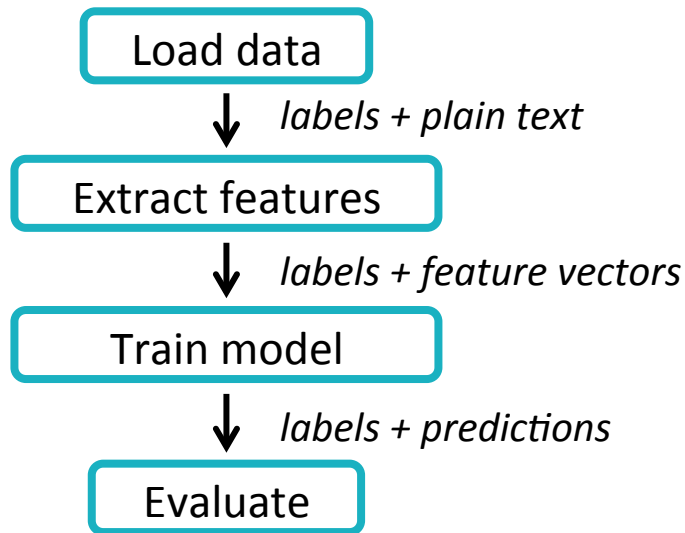 Load data
labels + plain text
Extract features
labels + feature vectors
Train model
labels + predictions
Evaluate